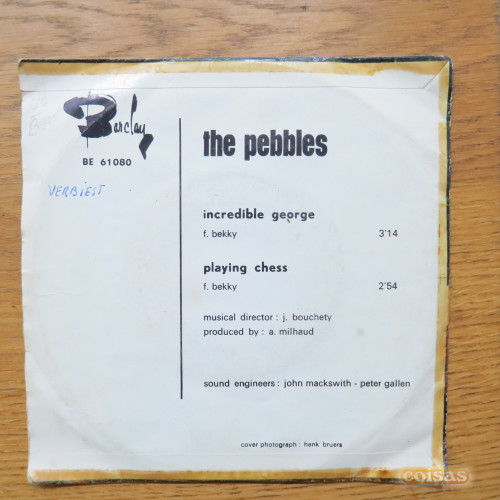 Barclay
BE 61080
VERBIEST
the pebbles
incredible george
f. bekky 3'14
playing chess
f. bekky 2'54
musical director : j. bouchety
produced by : a. milhaud
sound engineers : john mackswith - peter gallen
cover photograph : henk bruers
coisas